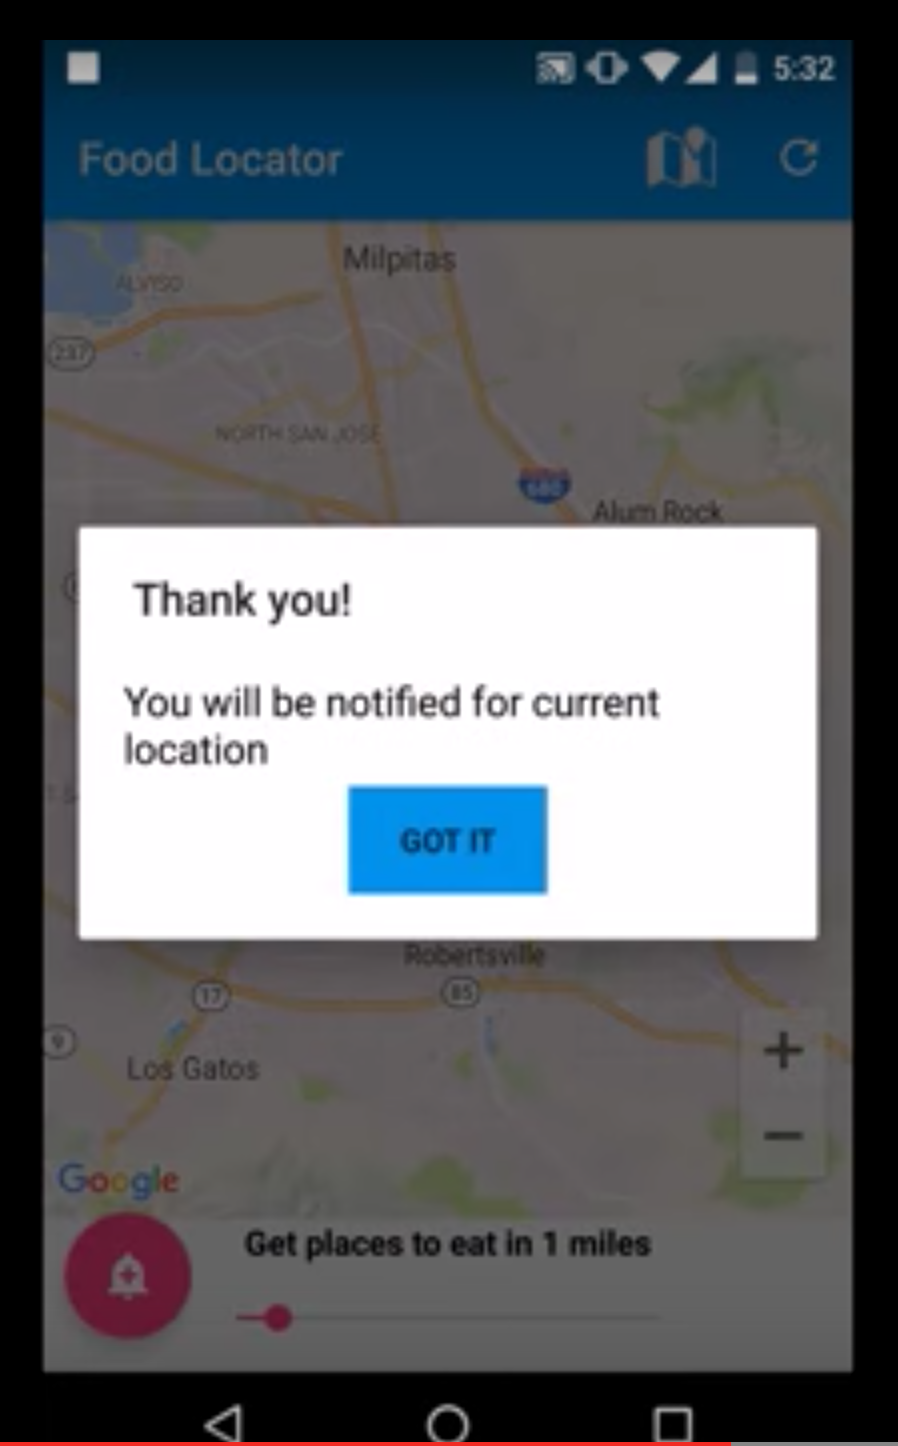 5:32
Food Locator
Milpitas
ALVISO
237
NORTH SAN JOSE
680
Alum Rock
Thank you!
You will be notified for current
location
GOT IT
Robertsville
17
85
9
Los Gatos
Google
Get places to eat in 1 miles